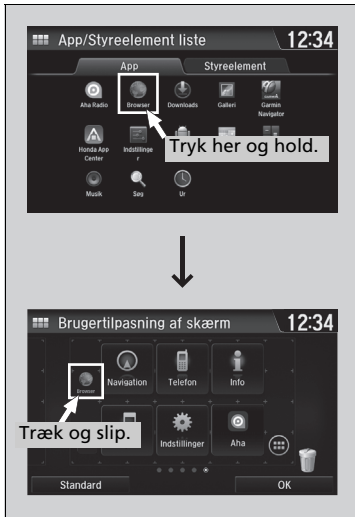 App/Styreelement liste 12:34
App Styreelement
Aha Radio Browser Downloads Galleri Garmin
Navigator
Honda App
Center
Indstillinge
r
Tryk her og hold.
Musik Søg Ur
Brugertilpasning af skærm 12:34
Browser Navigation Telefon Info
Træk og slip.
Indstillinger Aha
Standard OK